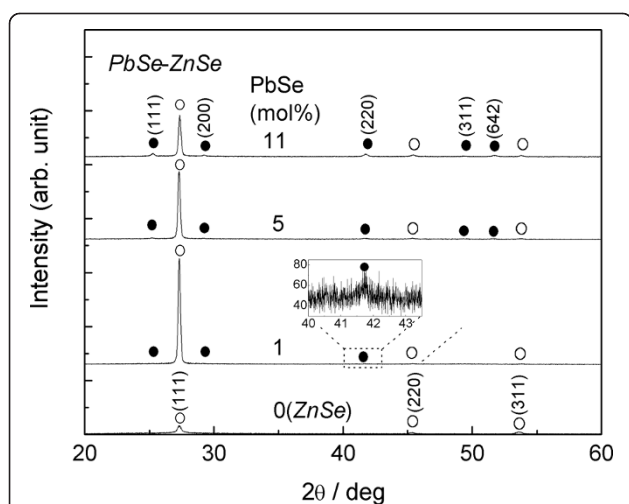 PbSe-ZnSe
PbSe
(mol%)
(111)
(200)
(220)
(311)
(642)
11
5
80
60
40
40 41 42 43
1
(111)
0(ZnSe)
(220)
(311)
20 30 40 50 60
2θ / deg
Intensity (arb. unit)